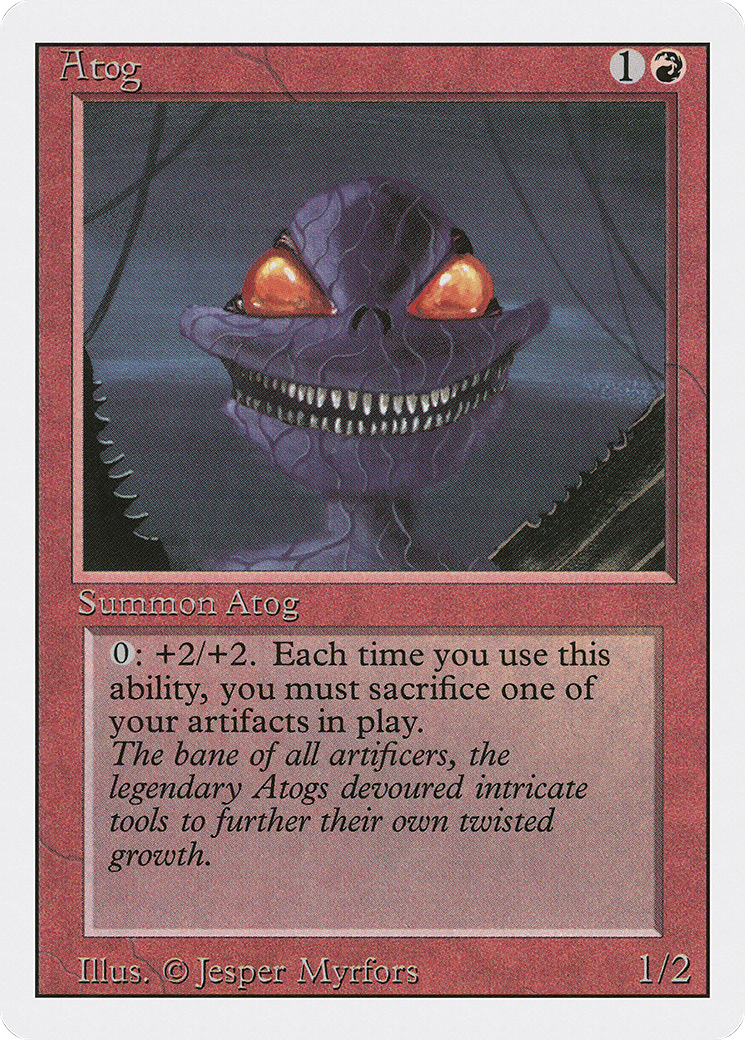 Atog 1
Summon Atog
0: +2/+2. Each time you use this
ability, you must sacrifice one of
your artifacts in play.
The bane of all artificers, the
legendary Atogs devoured intricate
tools to further their own twisted
growth.
Illus. © Jesper Myrfors 1/2